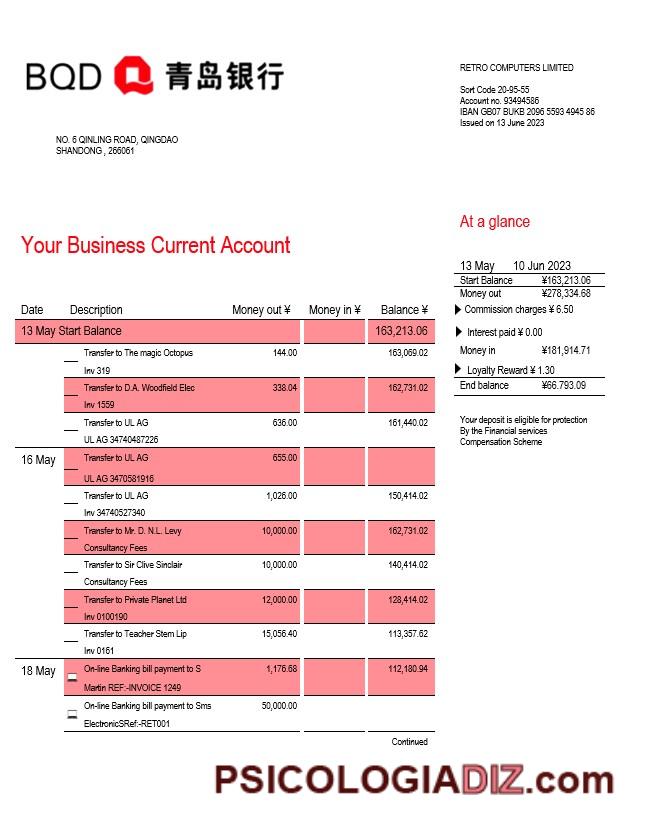 BQD 青岛银行
NO. 6 QINLING ROAD, QINGDAO
SHANDONG , 266061
RETRO COMPUTERS LIMITED
Sort Code 20-95-55
Account no. 93494586
IBAN GB07 BUKB 2096 5593 4945 86
Issued on 13 June 2023
Your Business Current Account
At a glance
13 May 10 Jun 2023
Start Balance ¥163,213.06
Money out ¥278,334.68
Commission charges ¥ 6.50
Interest paid ¥ 0.00
Money in ¥181,914.71
Loyalty Reward ¥ 1.30
End balance ¥66.793.09
Your deposit is eligible for protection
By the Financial services
Compensation Scheme
Date Description Money out ¥ Money in ¥ Balance ¥
13 May Start Balance 163,213.06
Transfer to The magic Octopus 144.00 163,069.02
Inv 319
Transfer to D.A. Woodfield Elec 338.04 162,731.02
Inv 1559
Transfer to UL AG 636.00 161,440.02
UL AG 34740487226
16 May Transfer to UL AG 655.00
UL AG 3470581916
Transfer to UL AG 1,026.00 150,414.02
Inv 34740527340
Transfer to Mr. D. N.L. Levy 10,000.00 162,731.02
Consultancy Fees
Transfer to Sir Clive Sinclair 10,000.00 140,414.02
Consultancy Fees
Transfer to Private Planet Ltd 12,000.00 128,414.02
Inv 0100190
Transfer to Teacher Stem Lip 15,056.40 113,357.62
Inv 0161
18 May On-line Banking bill payment to S 1,176.68 112,180.94
Martin REF:-INVOICE 1249
On-line Banking bill payment to Sms 50,000.00
ElectronicSRef:-RET001
Continued
PSICOLOGIADIZ.com